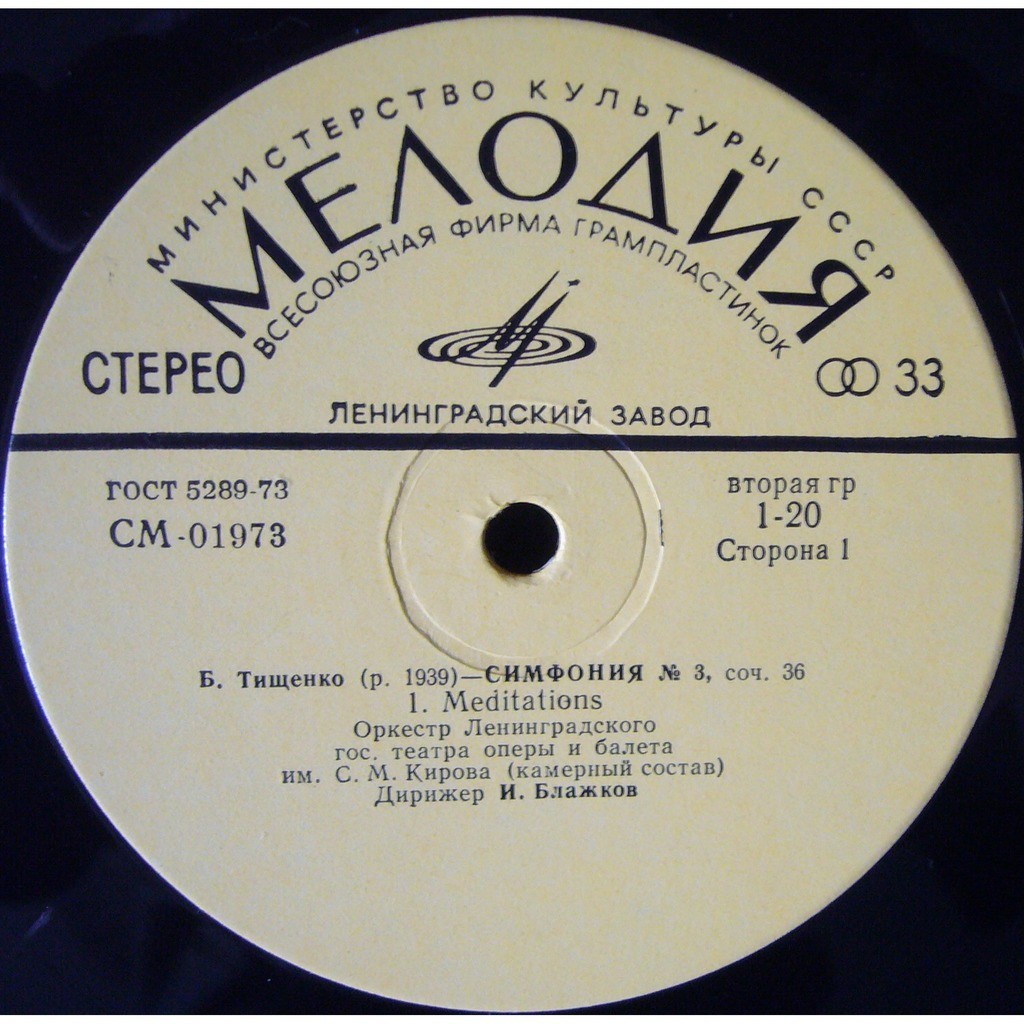 МИНИСТЕРСТВО КУЛЬТУРЫ СССР
МЕЛОДИЯ
ВСЕСОЮЗНАЯ ФИРМА ГРАМПЛАСТИНОК
СТЕРЕО
33
ЛЕНИНГРАДСКИЙ ЗАВОД
ГОСТ 5289-73
СМ-01973
вторая гр
1-20
Сторона 1
Б. Тищенко (р. 1939)—СИМФОНИЯ № 3, соч. 36
1. Meditations
Оркестр Ленинградского
гос. театра оперы и балета
им. С. М. Кирова (камерный состав)
Дирижер И. Блажков